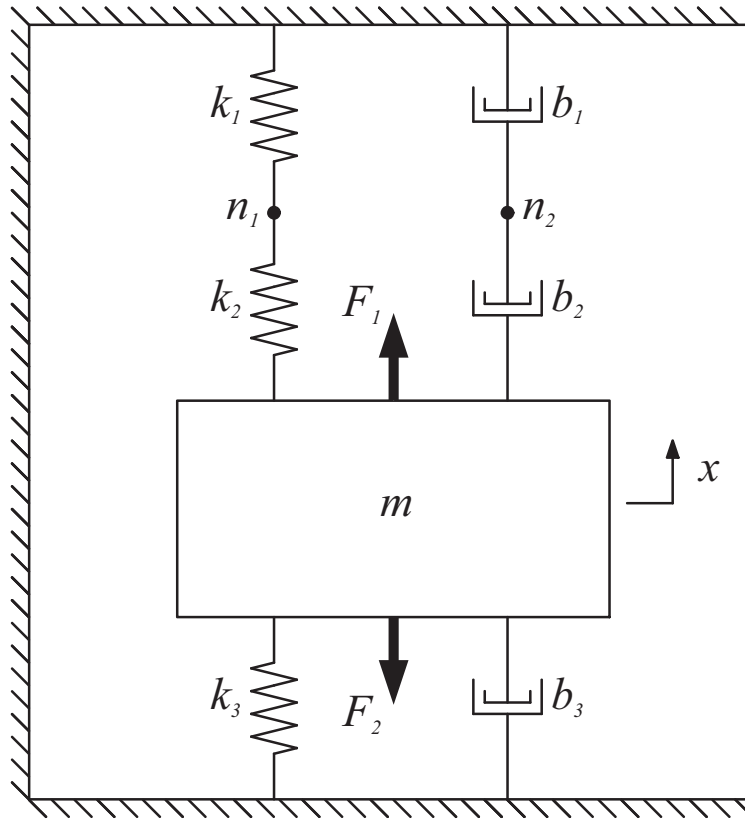 k₁ b₁
n₁ n₂
k₂ F₁ b₂
m x
k₃ F₂ b₃